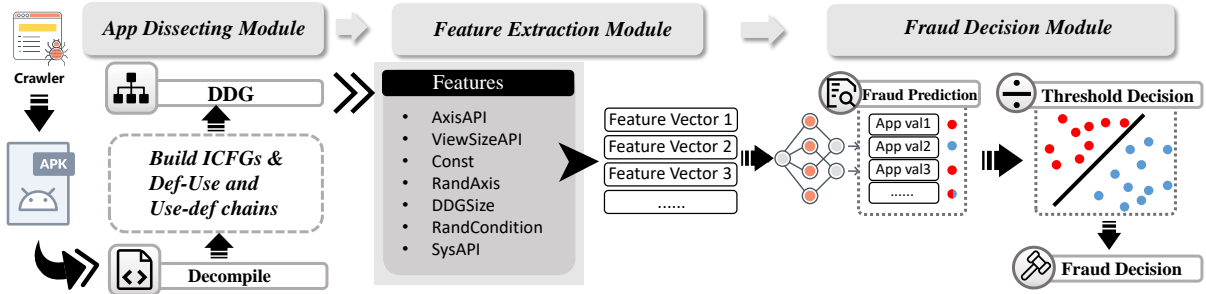 App Dissecting Module
Feature Extraction Module
Fraud Decision Module
Crawler
APK
DDG
Build ICFGs &
Def-Use and
Use-def chains
Decompile
Features
• AxisAPI
• ViewSizeAPI
• Const
• RandAxis
• DDGSize
• RandCondition
• SysAPI
Feature Vector 1
Feature Vector 2
Feature Vector 3
......
Fraud Prediction
App val1
App val2
App val3
......
Threshold Decision
Fraud Decision